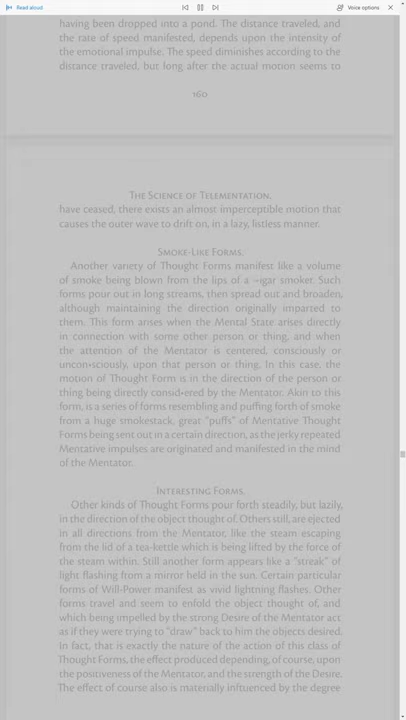 Read aloud
Voice options
having been dropped into a pond. The distance traveled, and
the rate of speed manifested, depends upon the intensity of
the emotional impulse. The speed diminishes according to the
distance traveled, but long after the actual motion seems to
160
The Science of Telementation.
have ceased, there exists an almost imperceptible motion that
causes the outer wave to drift on, in a lazy, listless manner.
Smoke-Like Forms.
Another variety of Thought Forms manifest like a volume
of smoke being blown from the lips of a ¬igar smoker. Such
forms pour out in long streams, then spread out and broaden,
although maintaining the direction originally imparted to
them. This form arises when the Mental State arises directly
in connection with some other person or thing, and when
the attention of the Mentator is centered, consciously or
uncon•sciously, upon that person or thing. In this case, the
motion of Thought Form is in the direction of the person or
thing being directly consid•ered by the Mentator. Akin to this
form, is a series of forms resembling and puffing forth of smoke
from a huge smokestack, great "puffs" of Mentative Thought
Forms being sent out in a certain direction, as the jerky repeated
Mentative impulses are originated and manifested in the mind
of the Mentator.
Interesting Forms.
Other kinds of Thought Forms pour forth steadily, but lazily,
in the direction of the object thought of. Others still, are ejected
in all directions from the Mentator, like the steam escaping
from the lid of a tea-kettle which is being lifted by the force of
the steam within. Still another form appears like a "streak" of
light flashing from a mirror held in the sun. Certain particular
forms of Will-Power manifest as vivid lightning flashes. Other
forms travel and seem to enfold the object thought of, and
which being impelled by the strong Desire of the Mentator act
as if they were trying to "draw" back to him the objects desired.
In fact, that is exactly the nature of the action of this class of
Thought Forms, the effect produced depending, of course, upon
the positiveness of the Mentator, and the strength of the Desire.
The effect of course also is materially influenced by the degree